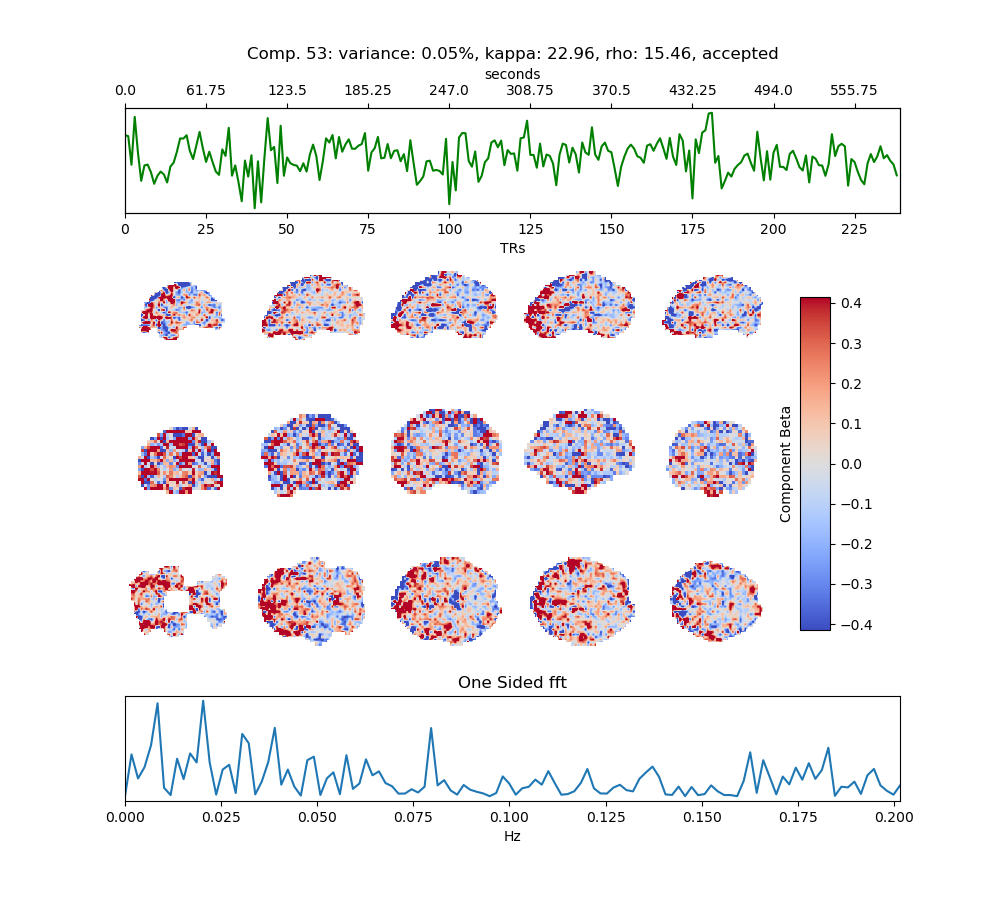 Comp. 53: variance: 0.05%, kappa: 22.96, rho: 15.46, accepted
seconds
0.0 61.75 123.5 185.25 247.0 308.75 370.5 432.25 494.0 555.75
0 25 50 75 100 125 150 175 200 225
TRs
0.4
0.3
0.2
0.1
0.0
−0.1
−0.2
−0.3
−0.4
Component Beta
One Sided fft
0.000 0.025 0.050 0.075 0.100 0.125 0.150 0.175 0.200
Hz